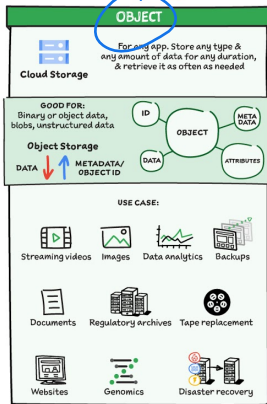 OBJECT
For any app. Store any type &
any amount of data for any duration,
& retrieve it as often as needed
Cloud Storage
GOOD FOR:
Binary or object data,
blobs, unstructured data
Object Storage
DATA
METADATA/
OBJECT ID
ID
META
DATA
OBJECT
DATA
ATTRIBUTES
USE CASE:
Streaming videos
Images
Data analytics
Backups
Documents
Regulatory archives
Tape replacement
Websites
Genomics
Disaster recovery